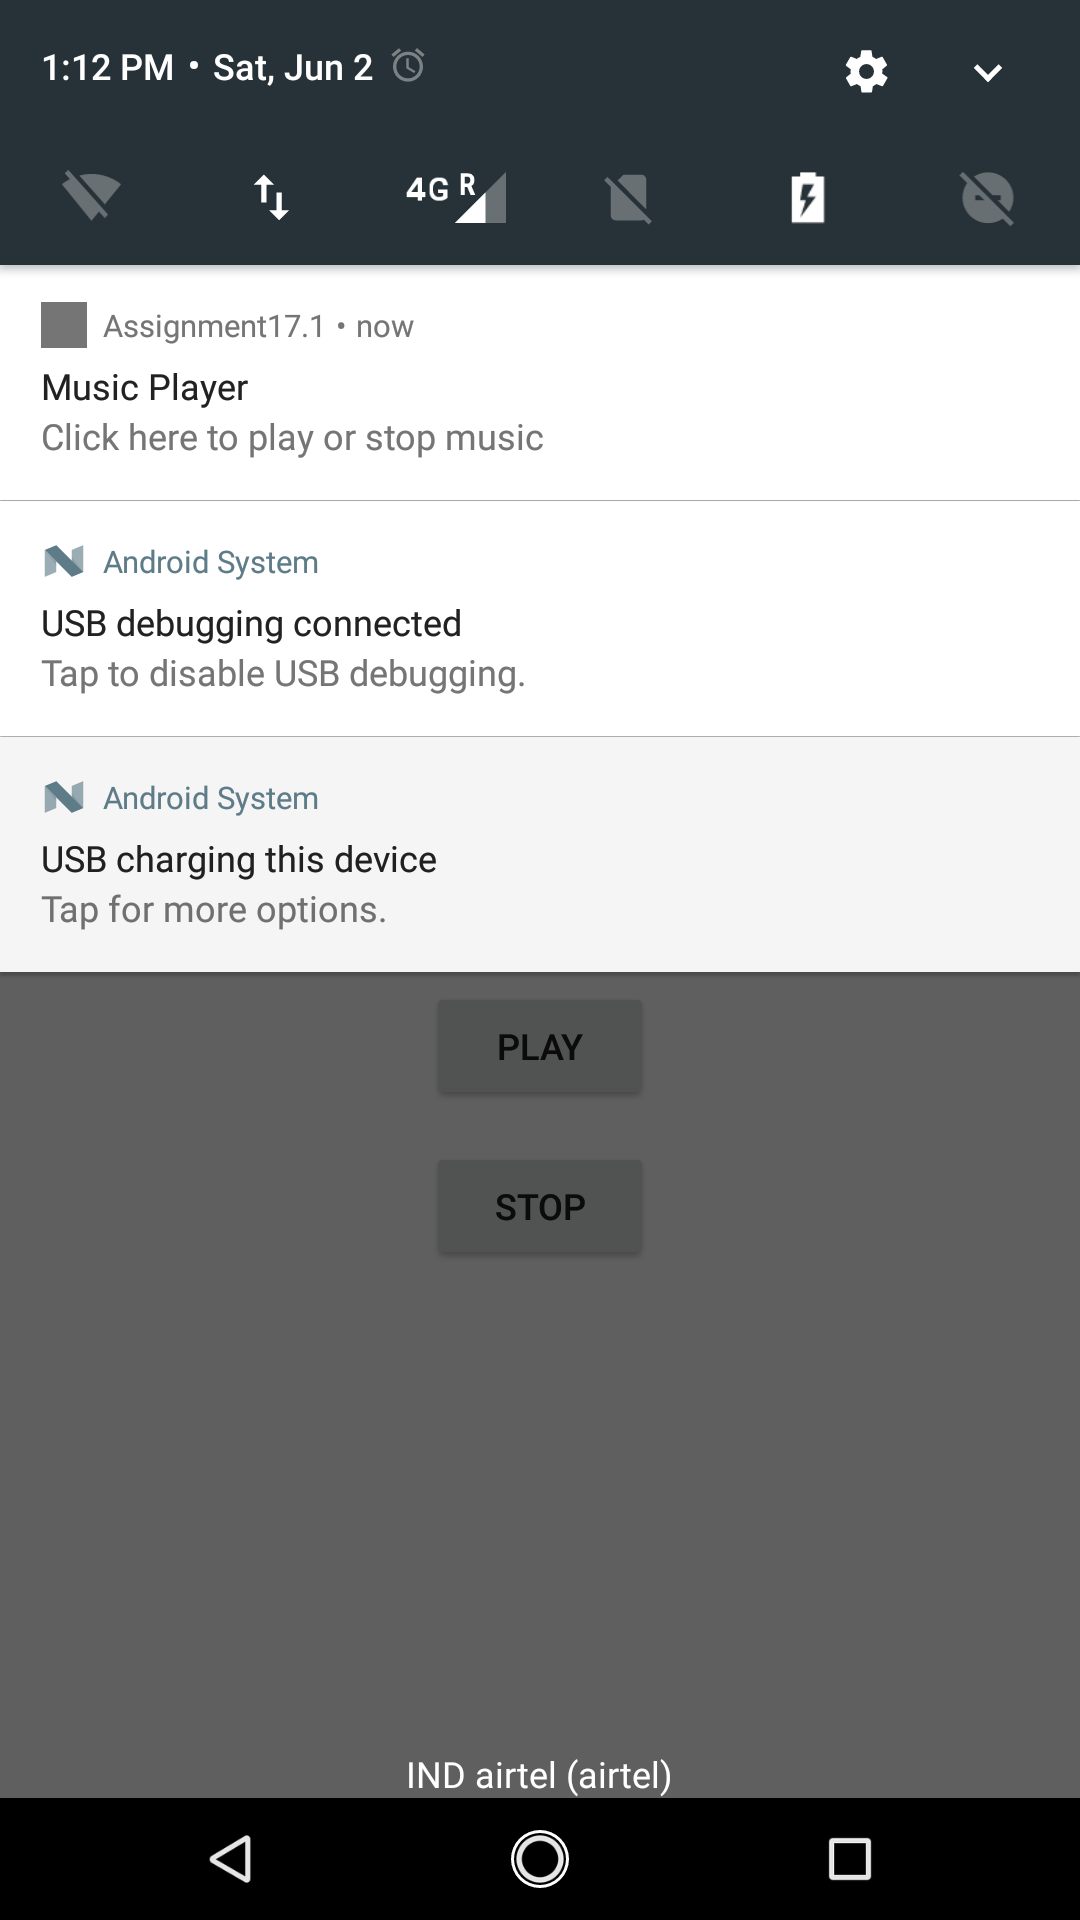 1:12 PM • Sat, Jun 2
4G R
Assignment17.1 • now
Music Player
Click here to play or stop music
Android System
USB debugging connected
Tap to disable USB debugging.
Android System
USB charging this device
Tap for more options.
PLAY
STOP
IND airtel (airtel)